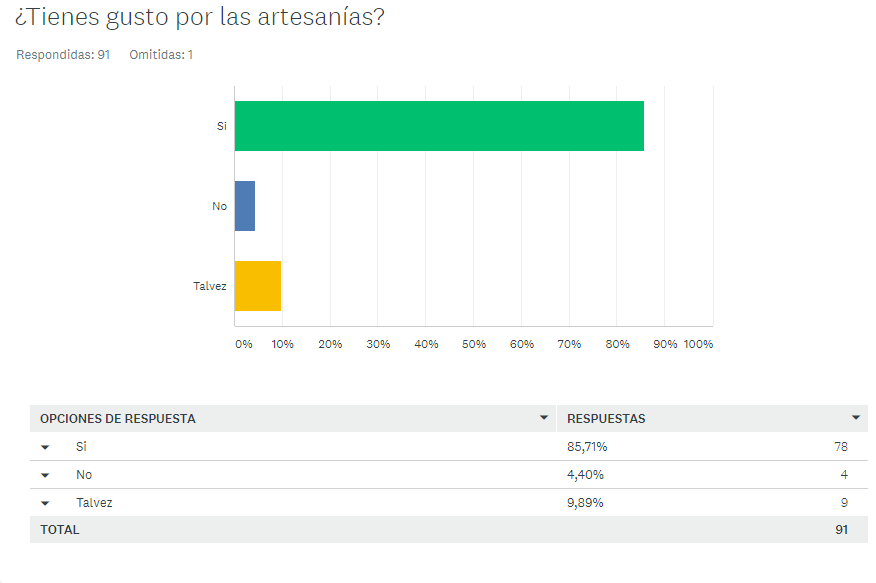 ¿Tienes gusto por las artesanías?
Respondidas: 91 Omitidas: 1
Si
No
Talvez
0% 10% 20% 30% 40% 50% 60% 70% 80% 90% 100%
OPCIONES DE RESPUESTA RESPUESTAS
Si 85,71% 78
No 4,40% 4
Talvez 9,89% 9
TOTAL 91